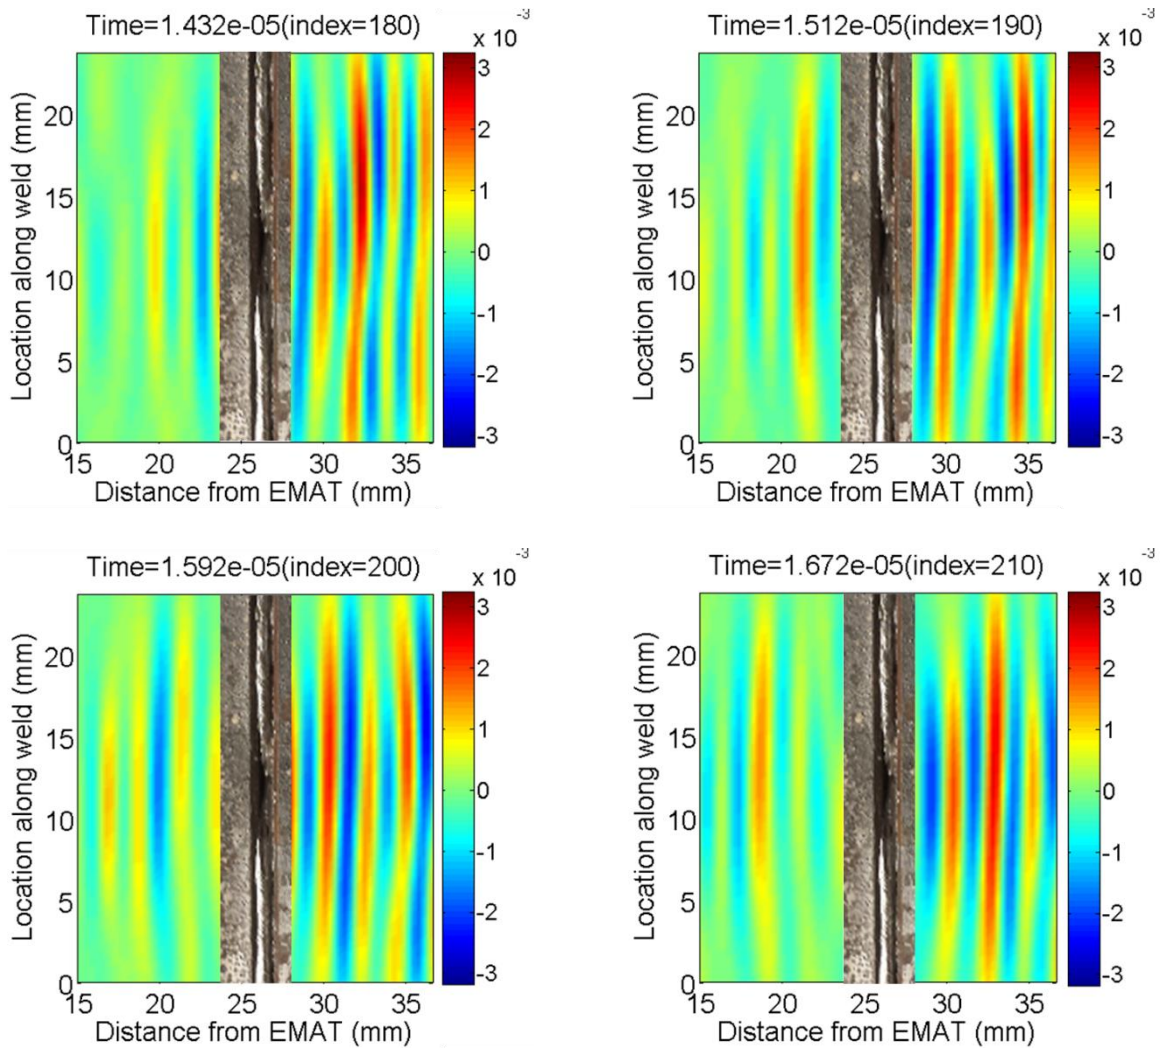 Time=1.432e-05(index=180)
x 10 -3
Location along weld (mm)
20
15
10
5
0
15 20 25 30 35
Distance from EMAT (mm)
3
2
1
0
-1
-2
-3
Time=1.512e-05(index=190)
x 10 -3
Location along weld (mm)
20
15
10
5
0
15 20 25 30 35
Distance from EMAT (mm)
3
2
1
0
-1
-2
-3
Time=1.592e-05(index=200)
x 10 -3
Location along weld (mm)
20
15
10
5
0
15 20 25 30 35
Distance from EMAT (mm)
3
2
1
0
-1
-2
-3
Time=1.672e-05(index=210)
x 10 -3
Location along weld (mm)
20
15
10
5
0
15 20 25 30 35
Distance from EMAT (mm)
3
2
1
0
-1
-2
-3